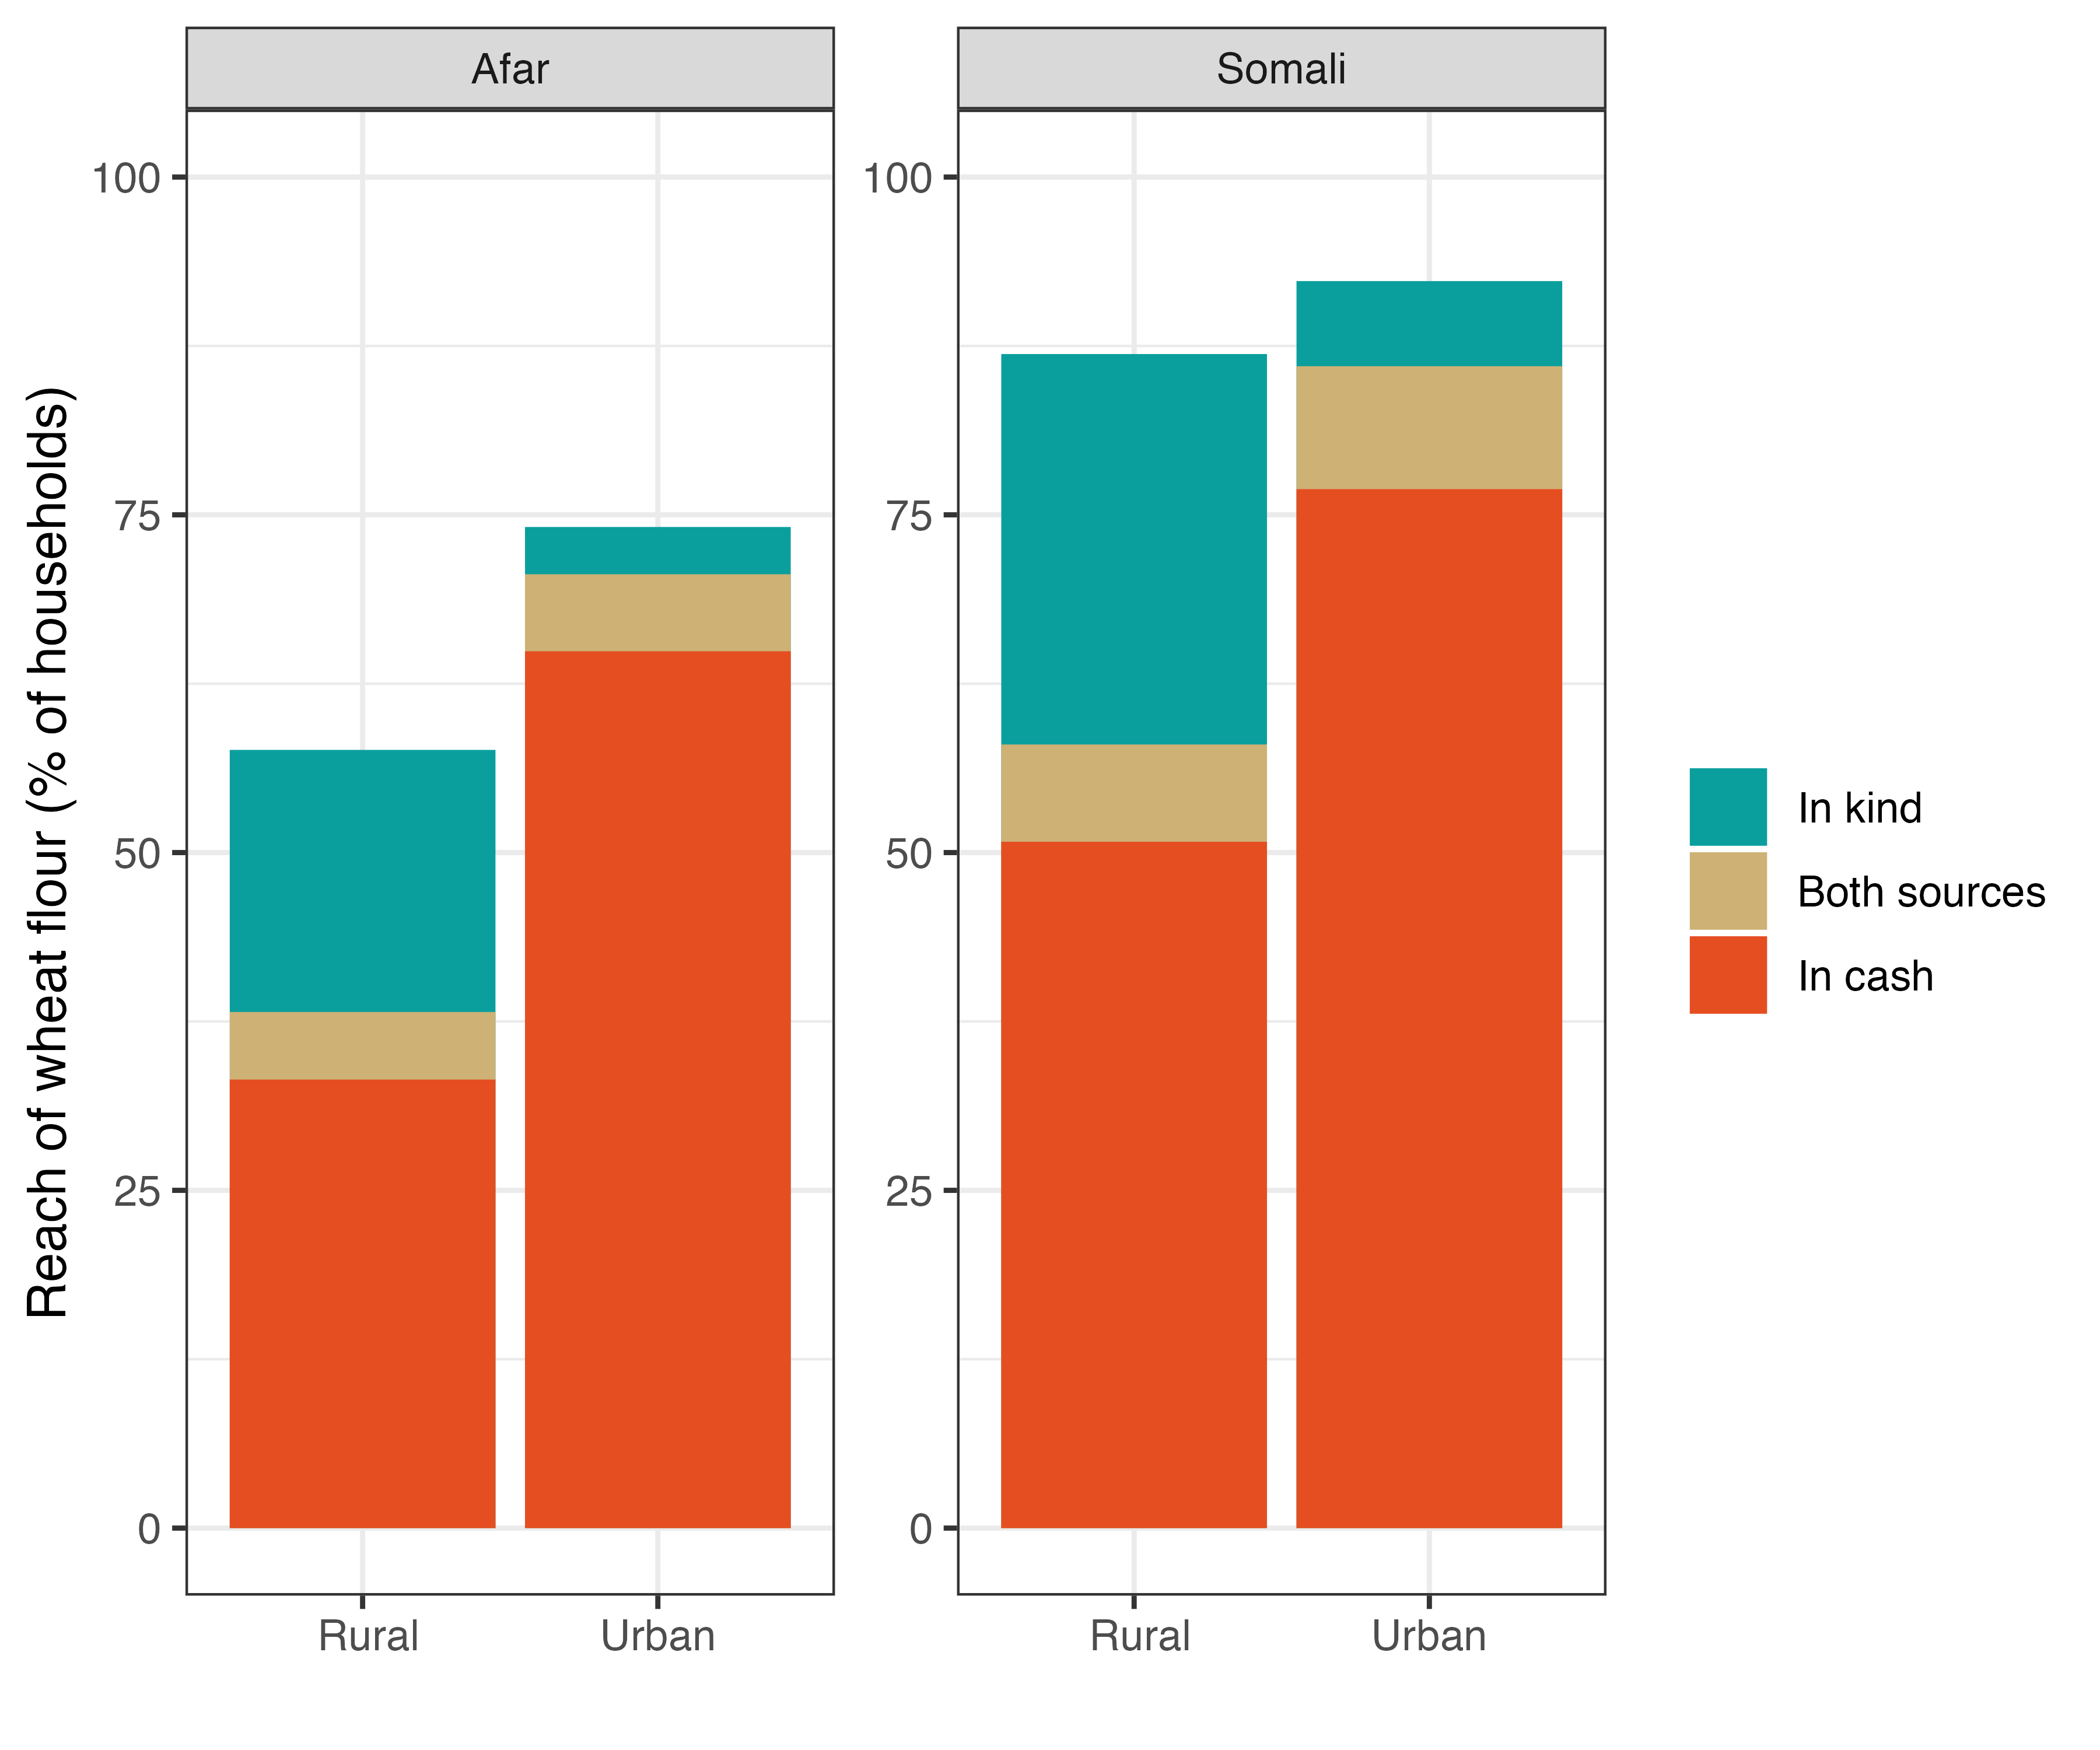 Afar
Somali
Reach of wheat flour (% of households)
100
75
50
25
0
100
75
50
25
0
Rural
Urban
Rural
Urban
In kind
Both sources
In cash